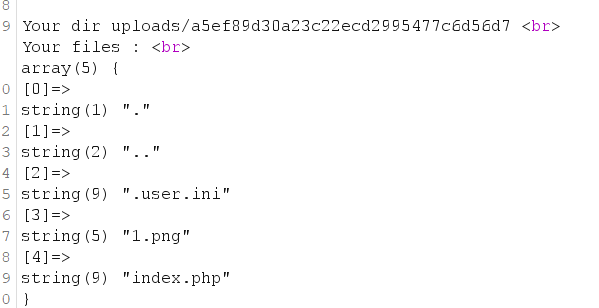 8
9 Your dir uploads/a5ef89d30a23c22ecd2995477c6d56d7 <br>
Your files : <br>
array(5) {
0 [0]=>
1 string(1) "."
2 [1]=>
3 string(2) ".."
4 [2]=>
5 string(9) ".user.ini"
6 [3]=>
7 string(5) "1.png"
8 [4]=>
9 string(9) "index.php"
0 }